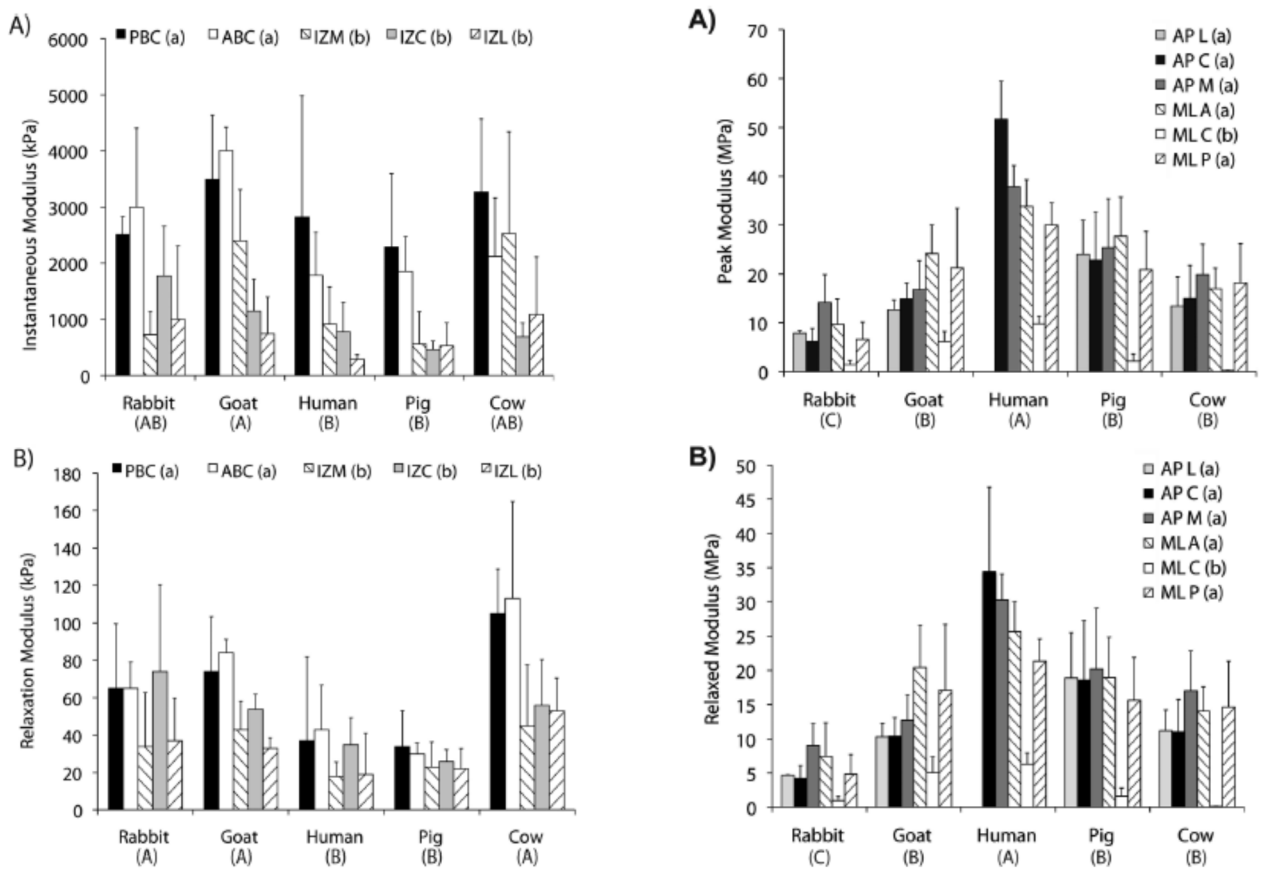 A)
PBC (a) ABC (a) IZM (b) IZC (b) IZL (b)
6000
5000
4000
3000
2000
1000
0
Instantaneous Modulus (kPa)
Rabbit Goat Human Pig Cow
(AB) (A) (B) (B) (AB)
B)
PBC (a) ABC (a) IZM (b) IZC (b) IZL (b)
180
160
140
120
100
80
60
40
20
0
Relaxation Modulus (kPa)
Rabbit Goat Human Pig Cow
(A) (A) (B) (B) (A)
A)
70
60
50
40
30
20
10
0
Peak Modulus (MPa)
AP L (a)
AP C (a)
AP M (a)
ML A (a)
ML C (b)
ML P (a)
Rabbit Goat Human Pig Cow
(C) (B) (A) (B) (B)
B)
50
45
40
35
30
25
20
15
10
5
0
Relaxed Modulus (MPa)
AP L (a)
AP C (a)
AP M (a)
ML A (a)
ML C (b)
ML P (a)
Rabbit Goat Human Pig Cow
(C) (B) (A) (B) (B)